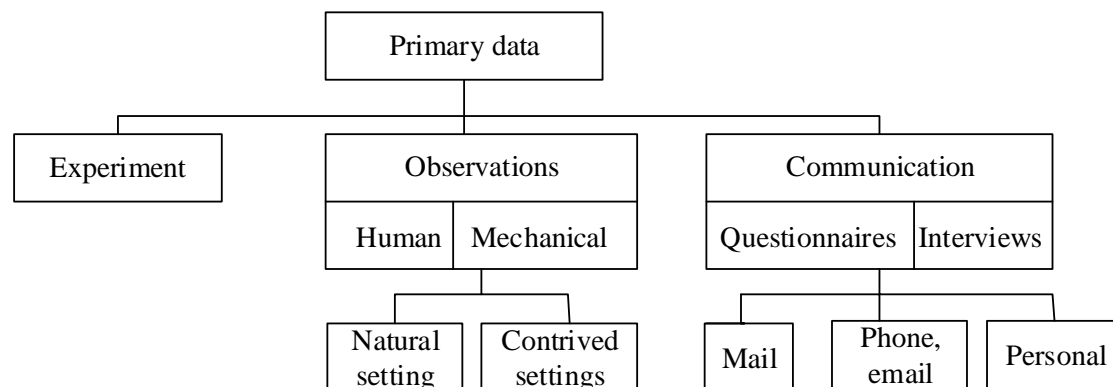 Primary data
Experiment
Observations
Communication
Human
Mechanical
Questionnaires
Interviews
Natural
setting
Contrived
settings
Mail
Phone,
email
Personal